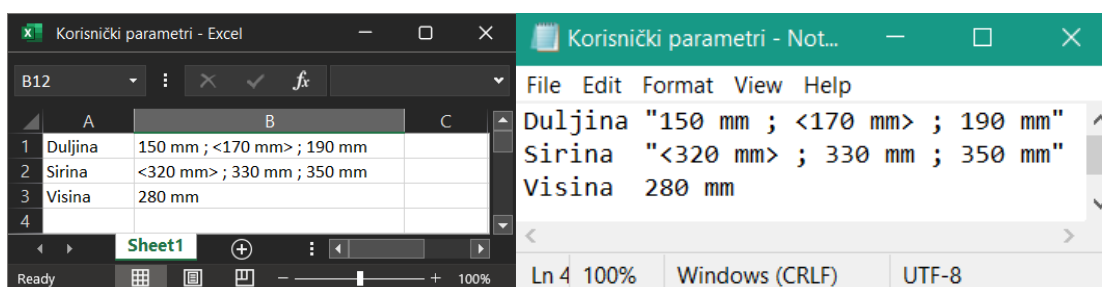 Korisnički parametri - Excel
B12
fx
A B C
1 Duljina 150 mm ; <170 mm> ; 190 mm
2 Sirina <320 mm> ; 330 mm ; 350 mm
3 Visina 280 mm
4
Sheet1
Ready 100%
Korisnički parametri - Not...
File Edit Format View Help
Duljina "150 mm ; <170 mm> ; 190 mm"
Sirina "<320 mm> ; 330 mm ; 350 mm"
Visina 280 mm
Ln 4 100% Windows (CRLF) UTF-8